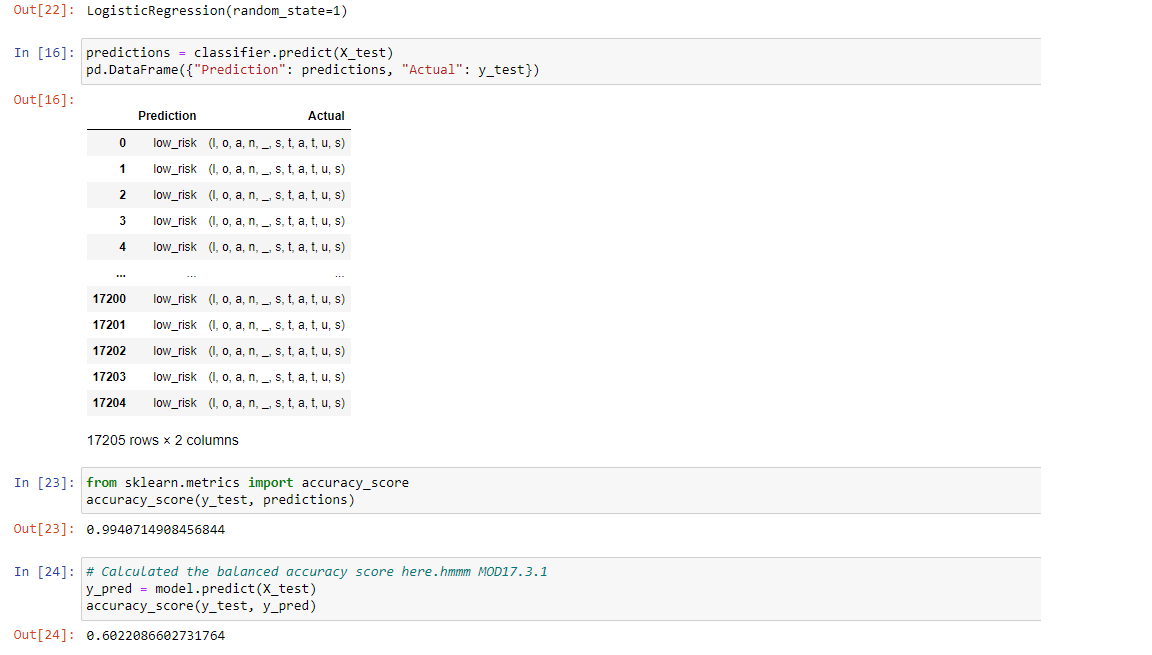 Out[22]: LogisticRegression(random_state=1)
In [16]: predictions = classifier.predict(X_test)
pd.DataFrame({"Prediction": predictions, "Actual": y_test})
Out[16]:
Prediction Actual
0 low_risk (l, o, a, n, _, s, t, a, t, u, s)
1 low_risk (l, o, a, n, _, s, t, a, t, u, s)
2 low_risk (l, o, a, n, _, s, t, a, t, u, s)
3 low_risk (l, o, a, n, _, s, t, a, t, u, s)
4 low_risk (l, o, a, n, _, s, t, a, t, u, s)
... ... ...
17200 low_risk (l, o, a, n, _, s, t, a, t, u, s)
17201 low_risk (l, o, a, n, _, s, t, a, t, u, s)
17202 low_risk (l, o, a, n, _, s, t, a, t, u, s)
17203 low_risk (l, o, a, n, _, s, t, a, t, u, s)
17204 low_risk (l, o, a, n, _, s, t, a, t, u, s)
17205 rows × 2 columns
In [23]: from sklearn.metrics import accuracy_score
accuracy_score(y_test, predictions)
Out[23]: 0.9940714908456844
In [24]: # Calculated the balanced accuracy score here.hmmm MOD17.3.1
y_pred = model.predict(X_test)
accuracy_score(y_test, y_pred)
Out[24]: 0.6022086602731764